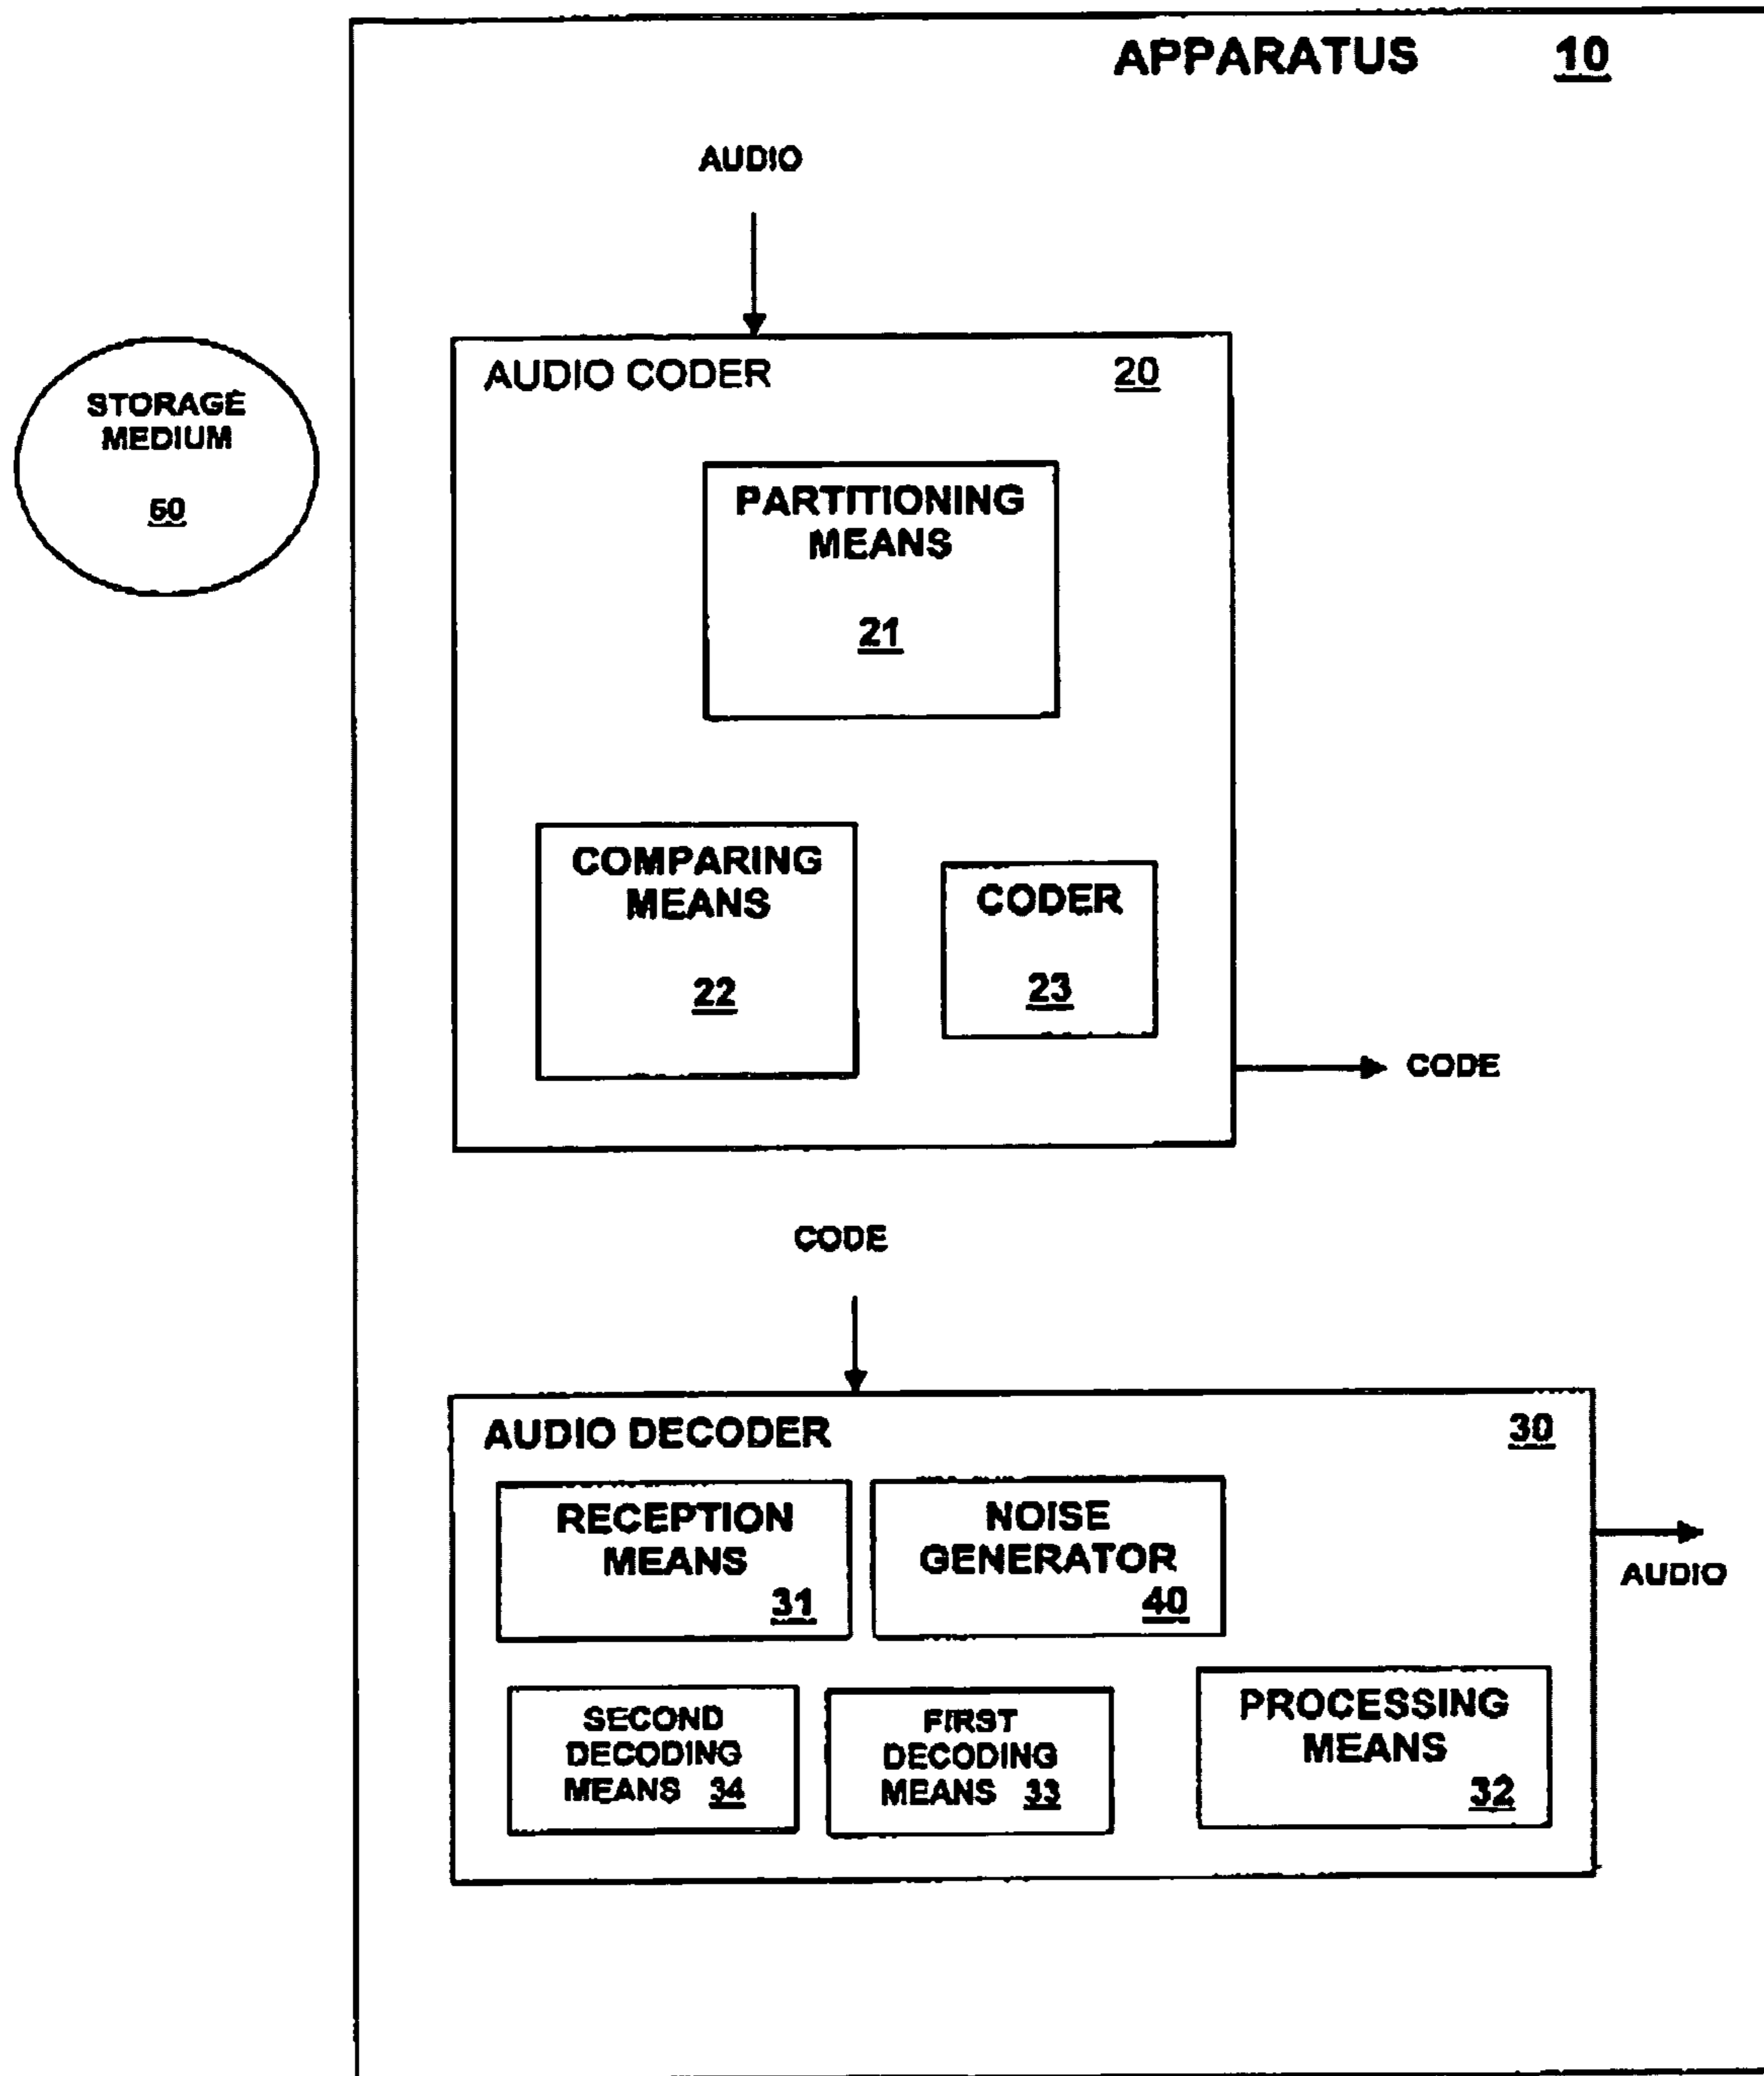 APPARATUS 10
AUDIO
STORAGE
MEDIUM
50
AUDIO CODER 20
PARTITIONING
MEANS
21
COMPARING
MEANS
22
CODER
23
CODE
CODE
AUDIO DECODER 30
RECEPTION
MEANS
31
NOISE
GENERATOR
40
AUDIO
SECOND
DECODING
MEANS 34
FIRST
DECODING
MEANS 33
PROCESSING
MEANS
32